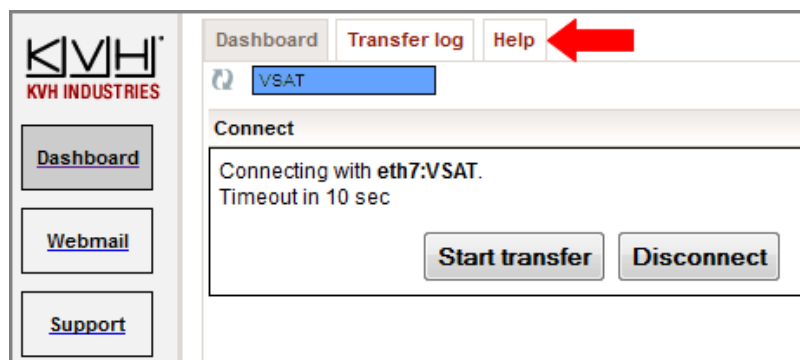 KVH
KVH INDUSTRIES
Dashboard
Webmail
Support
Dashboard Transfer log Help
VSAT
Connect
Connecting with eth7:VSAT.
Timeout in 10 sec
Start transfer Disconnect